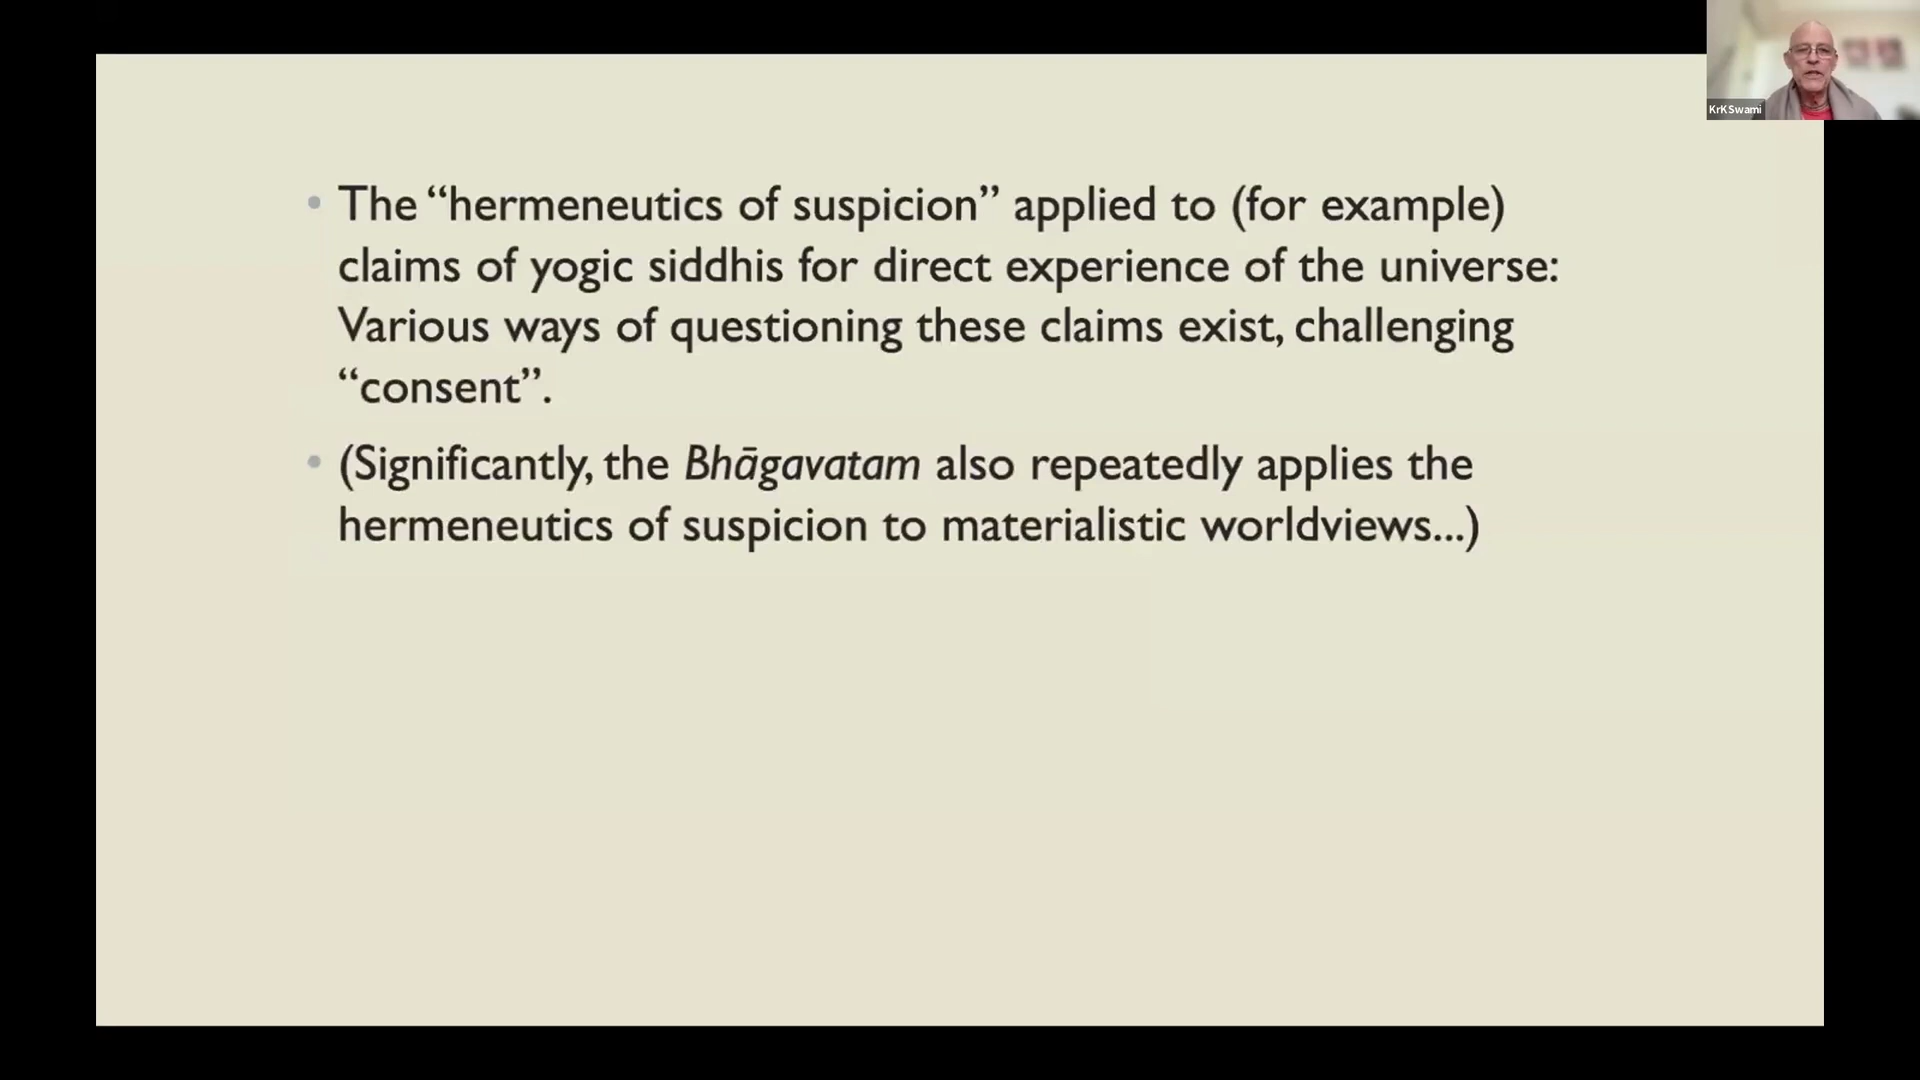 KrKSwami
• The “hermeneutics of suspicion” applied to (for example)
claims of yogic siddhis for direct experience of the universe:
Various ways of questioning these claims exist, challenging
“consent”.
• (Significantly, the Bhāgavatam also repeatedly applies the
hermeneutics of suspicion to materialistic worldviews...)